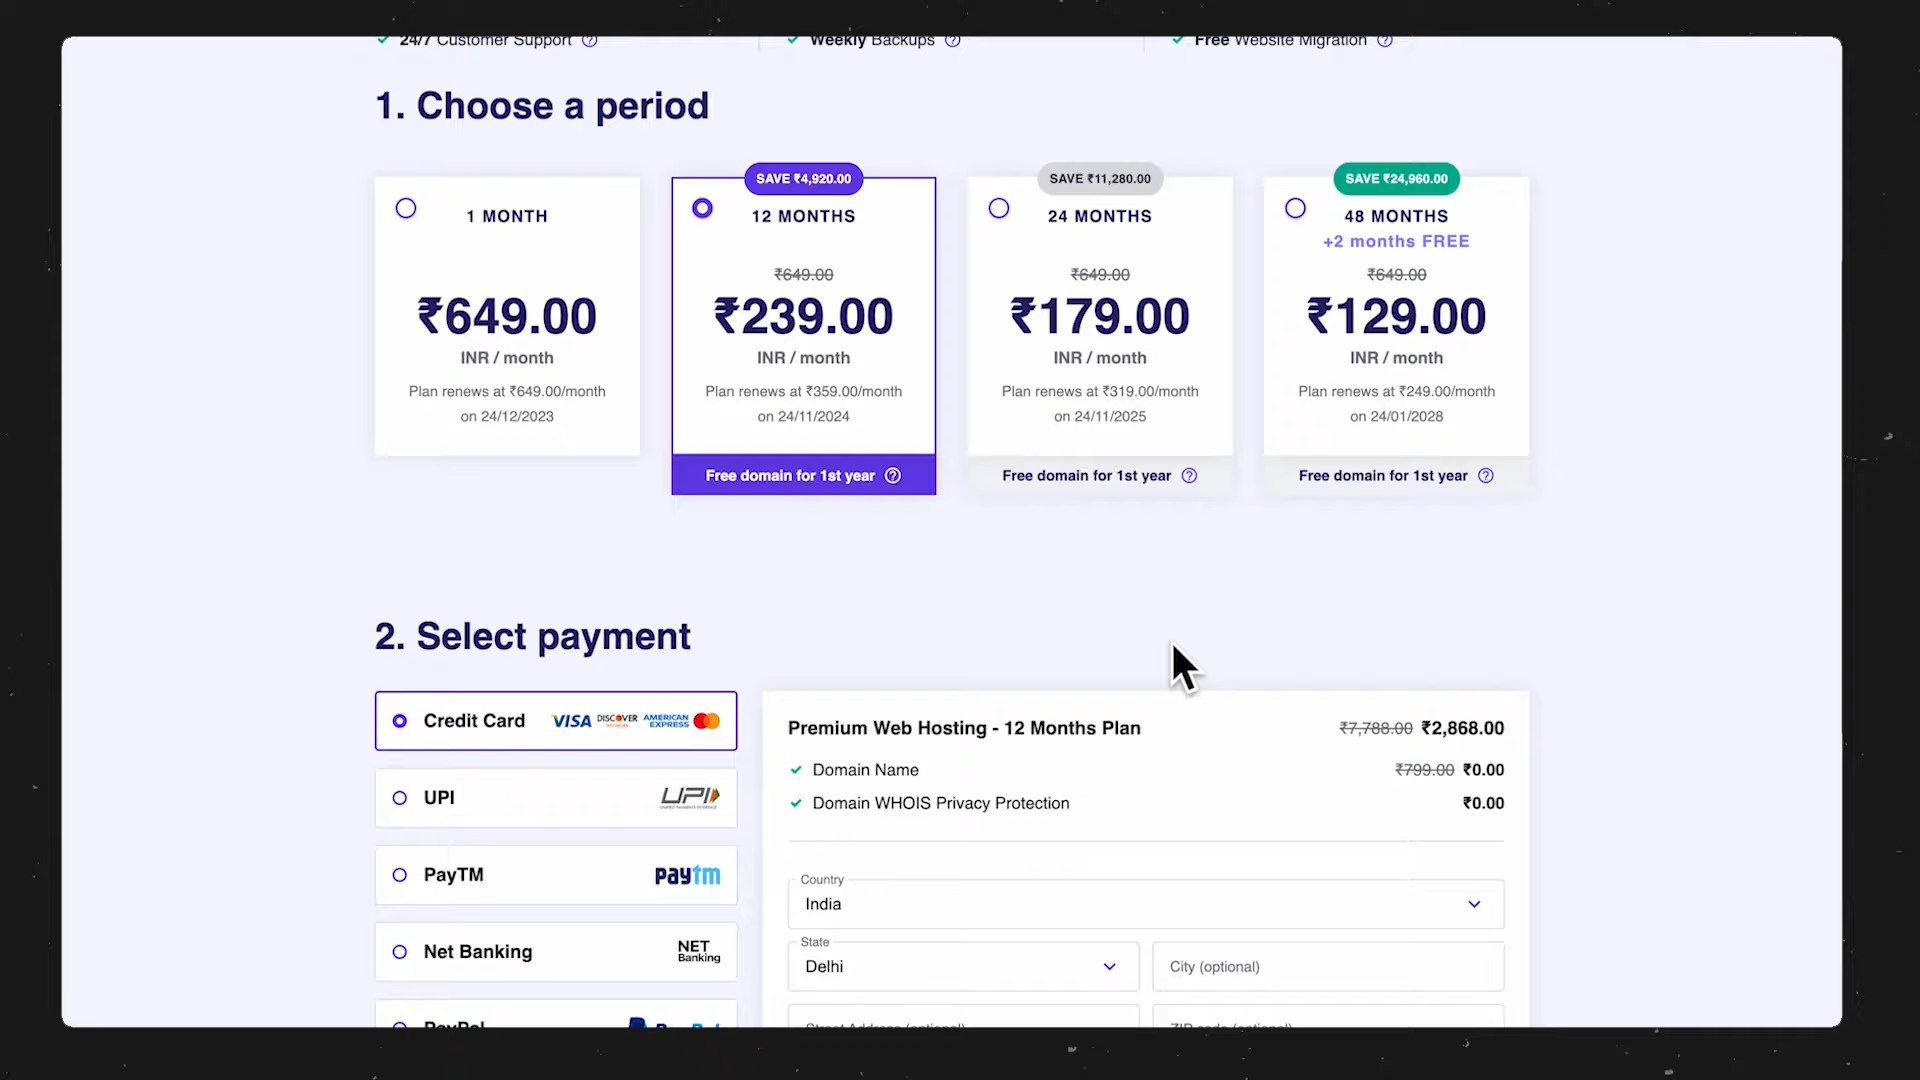 24/7 Customer Support
Weekly Backups
Free Website Migration
1. Choose a period
1 MONTH
₹649.00
INR / month
Plan renews at ₹649.00/month
on 24/12/2023
SAVE ₹4,920.00
12 MONTHS
₹649.00
₹239.00
INR / month
Plan renews at ₹359.00/month
on 24/11/2024
Free domain for 1st year
SAVE ₹11,280.00
24 MONTHS
₹649.00
₹179.00
INR / month
Plan renews at ₹319.00/month
on 24/11/2025
Free domain for 1st year
SAVE ₹24,960.00
48 MONTHS
+2 months FREE
₹649.00
₹129.00
INR / month
Plan renews at ₹249.00/month
on 24/01/2028
Free domain for 1st year
2. Select payment
Credit Card VISA DISCOVER AMERICAN EXPRESS
UPI UPI
PayTM paytm
Net Banking NET Banking
PayPal PayPal
Premium Web Hosting - 12 Months Plan ₹7,788.00 ₹2,868.00
Domain Name ₹799.00 ₹0.00
Domain WHOIS Privacy Protection ₹0.00
Country
India
State
Delhi
City (optional)
Street Address (optional) ZIP code (optional)